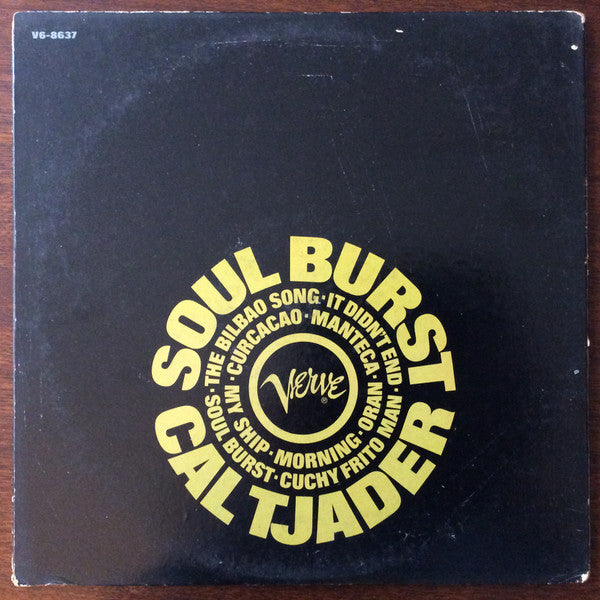 V6-8637
SOUL BURST
CAL TJADER
THE BILBAO SONG · IT DIDN'T END ·
SOUL BURST · CUCHY FRITO MAN ·
CURCACAO · MANTECA ·
MY SHIP · MORNING · ORAN
Verve®